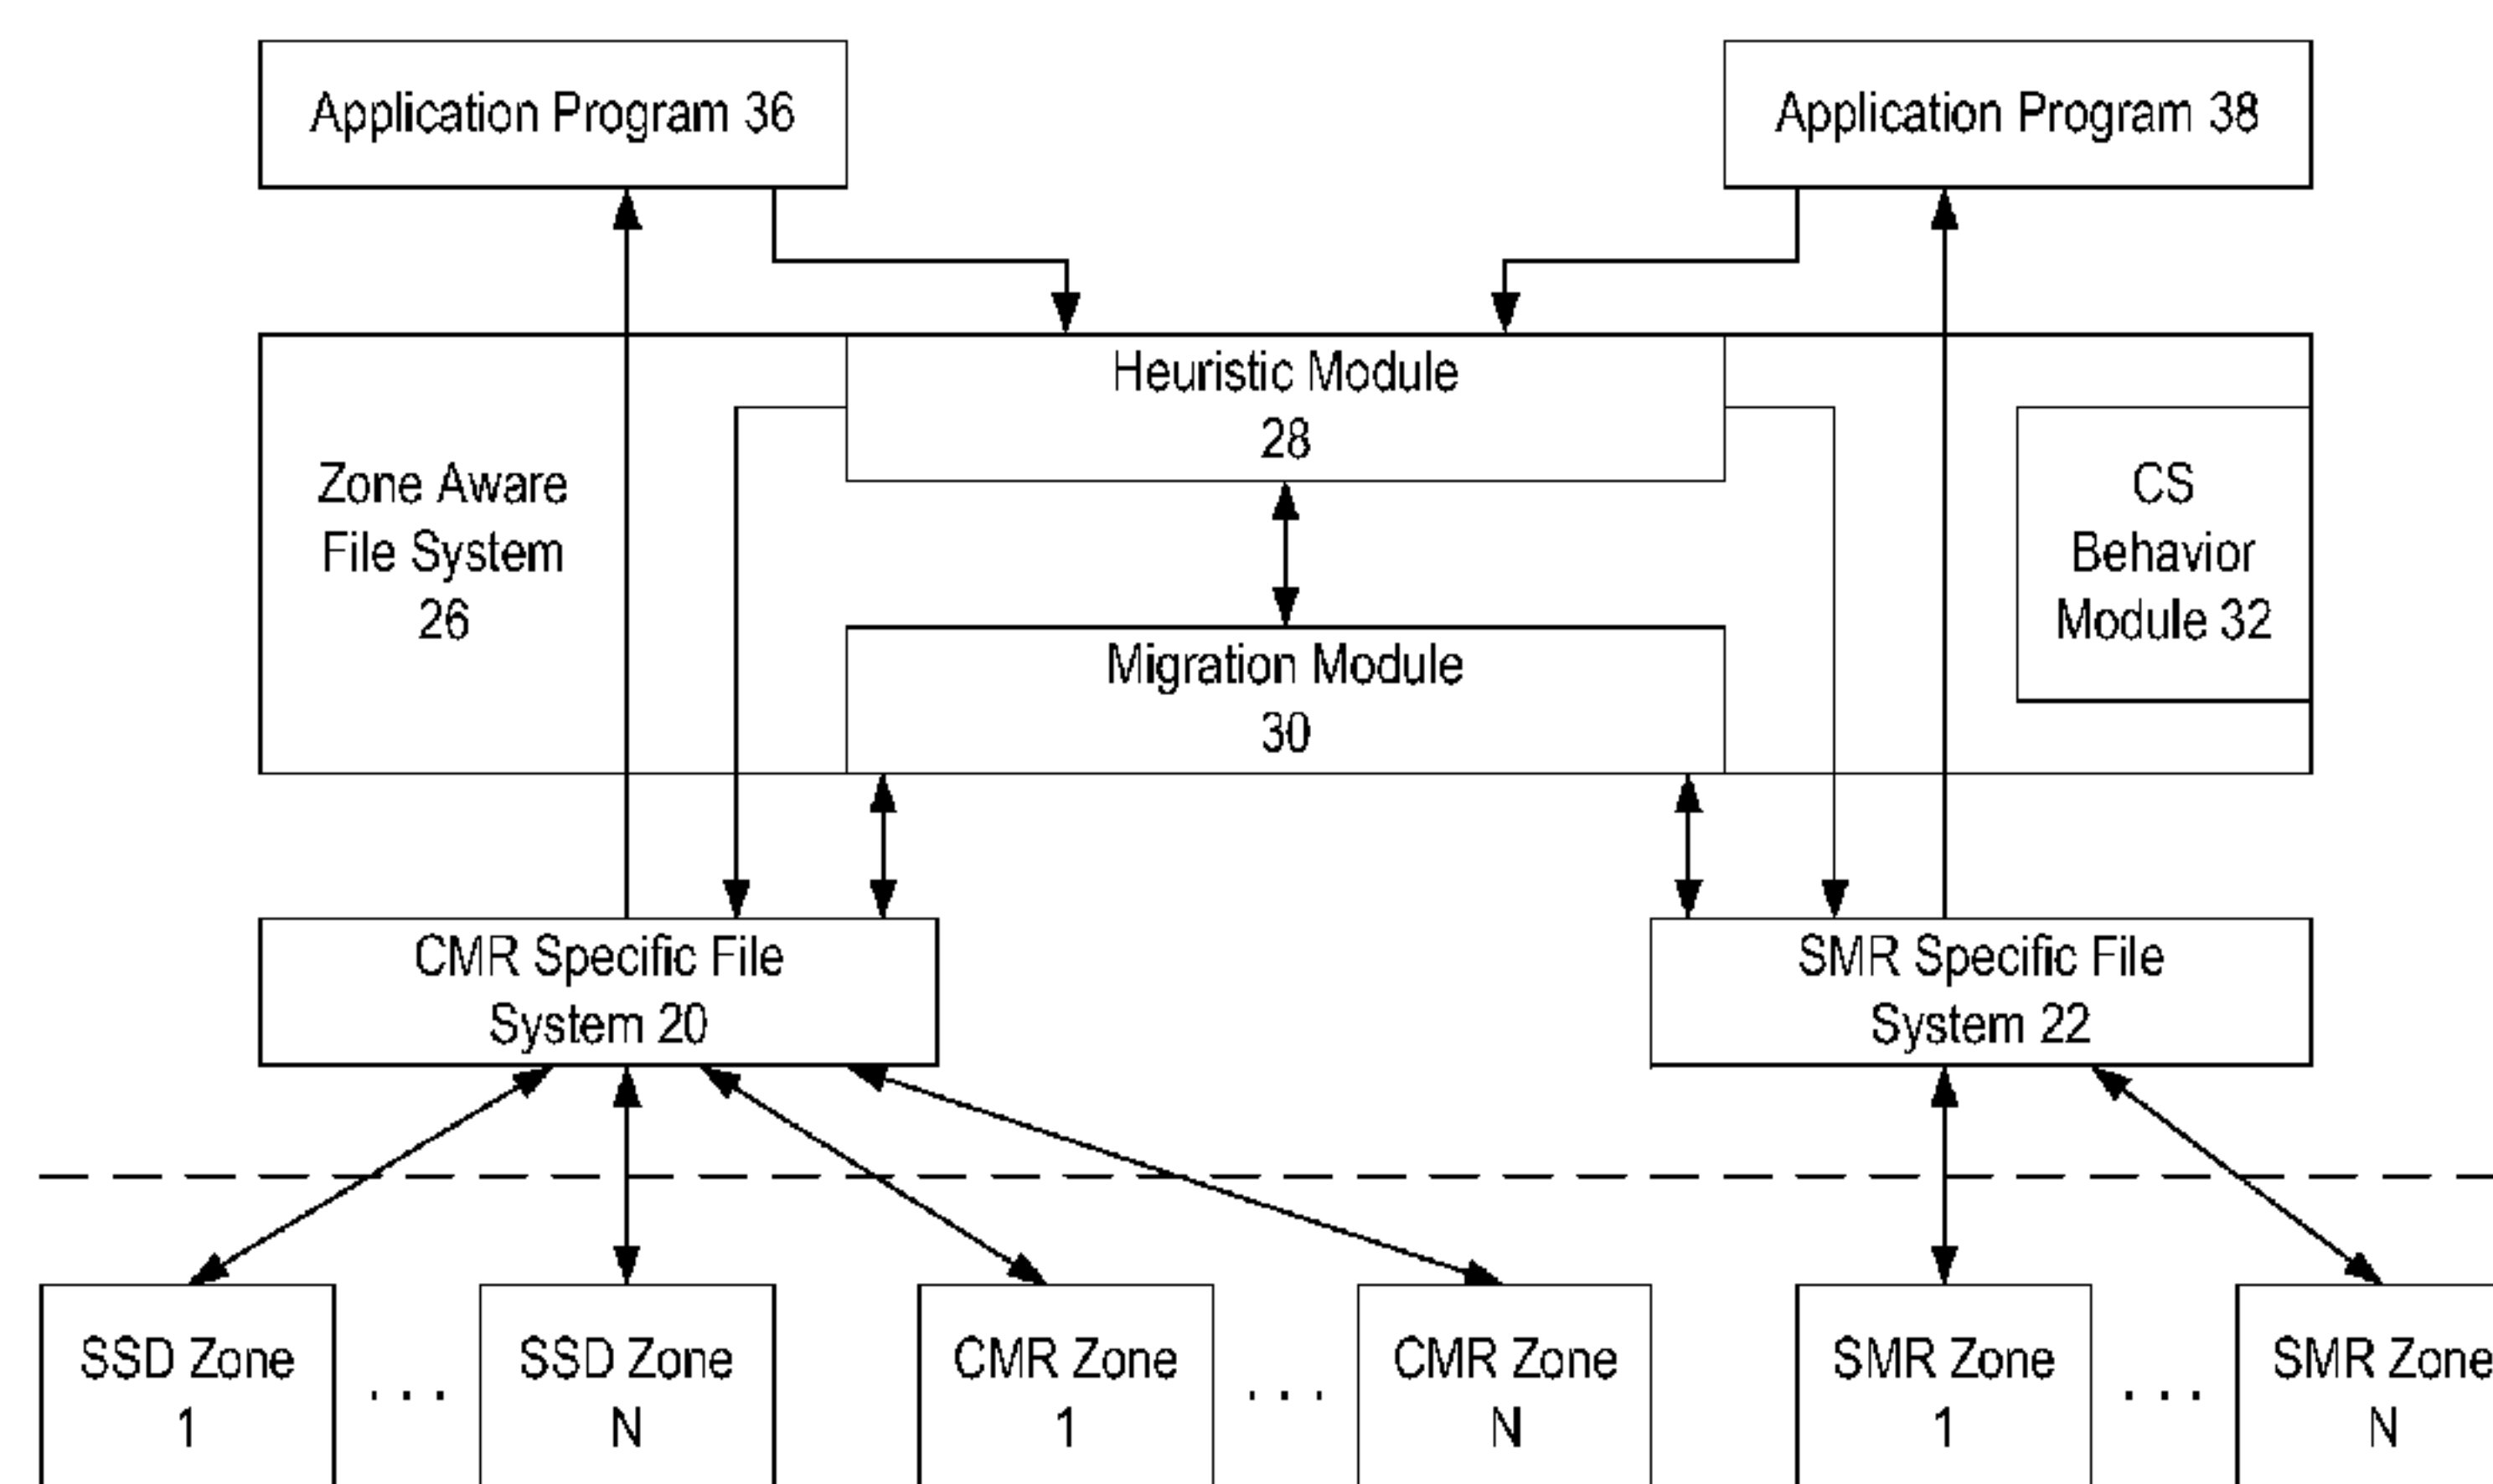 Application Program 36
Application Program 38
Heuristic Module
28
Zone Aware
File System
26
CS
Behavior
Module 32
Migration Module
30
CMR Specific File
System 20
SMR Specific File
System 22
SSD Zone
1
. . .
SSD Zone
N
CMR Zone
1
. . .
CMR Zone
N
SMR Zone
1
. . .
SMR Zone
N